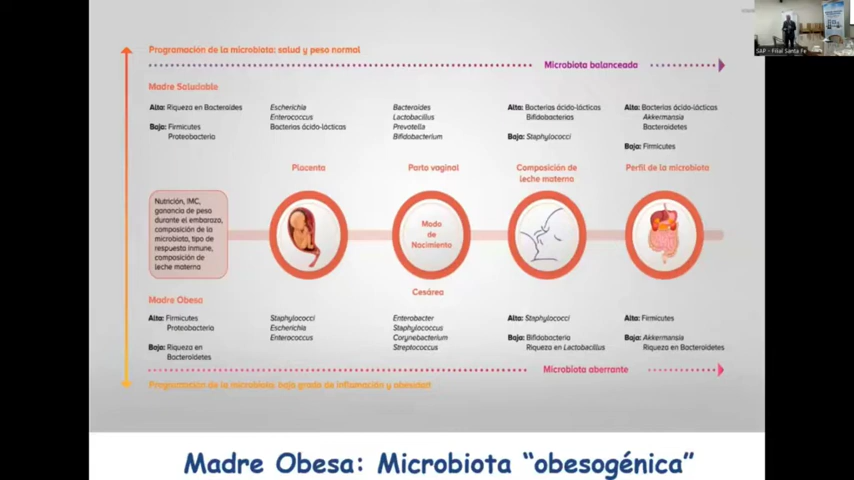 SAP - Filial Santa Fe
Programación de la microbiota: salud y peso normal
Microbiota balanceada
Madre Saludable
Alta: Riqueza en Bacteroides
Baja: Firmicutes
Proteobacteria
Escherichia
Enterococcus
Bacterias ácido-lácticas
Bacteroides
Lactobacillus
Prevotella
Bifidobacterium
Alta: Bacterias ácido-lácticas
Bifidobacterias
Baja: Staphylococci
Alta: Bacterias ácido-lácticas
Akkermansia
Bacteroidetes
Baja: Firmicutes
Placenta
Parto vaginal
Composición de
leche materna
Perfil de la microbiota
Nutrición, IMC,
ganancia de peso
durante el embarazo,
composición de la
microbiota, tipo de
respuesta inmune,
composición de
leche materna
Modo
de
Nacimiento
Cesárea
Madre Obesa
Alta: Firmicutes
Proteobacteria
Baja: Riqueza en
Bacteroidetes
Staphylococci
Escherichia
Enterococcus
Enterobacter
Staphylococcus
Corynebacterium
Streptococcus
Alta: Staphylococci
Baja: Bifidobacteria
Riqueza en Lactobacillus
Alta: Firmicutes
Baja: Akkermansia
Riqueza en Bacteroidetes
Microbiota aberrante
Programación de la microbiota: bajo grado de inflamación y obesidad
Madre Obesa: Microbiota “obesogénica”